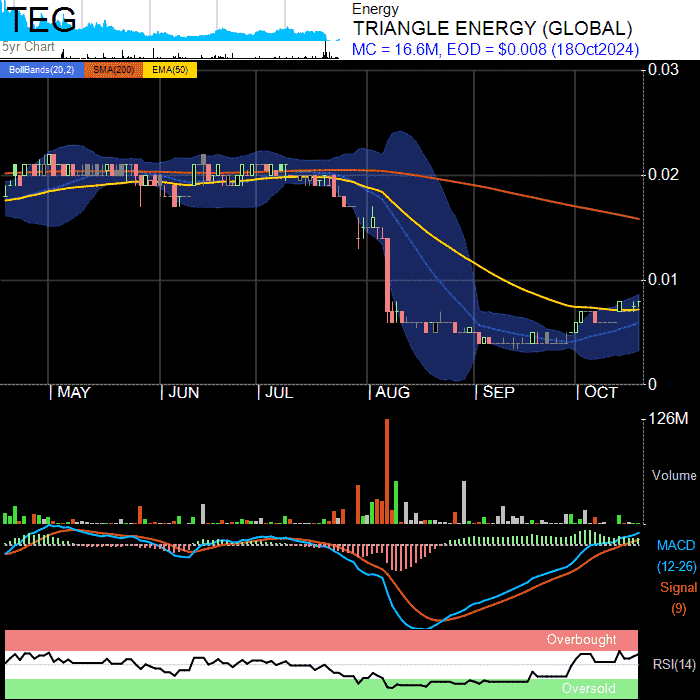 TEG
5yr Chart
Energy
TRIANGLE ENERGY (GLOBAL)
MC = 16.6M, EOD = $0.008 (18Oct2024)
BollBands(20,2) SMA(200) EMA(50)
0.03
0.02
0.01
0
MAY JUN JUL AUG SEP OCT
126M
Volume
MACD
(12-26)
Signal
(9)
Overbought
RSI(14)
Oversold